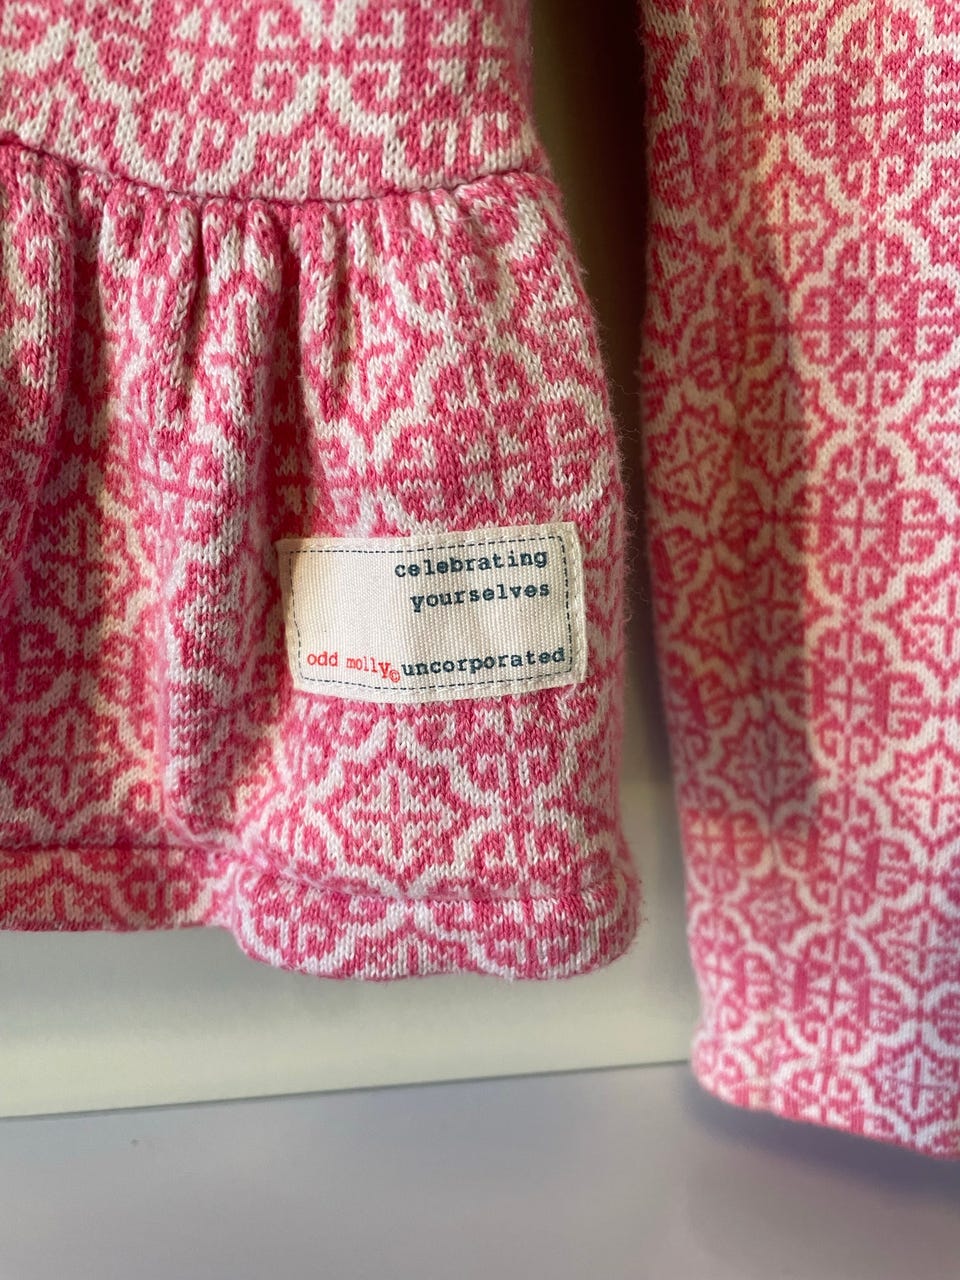 celebrating
yourselves
odd molly© uncorporated